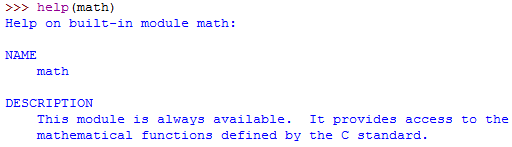 >>> help(math)
Help on built-in module math:
NAME
    math
DESCRIPTION
    This module is always available.  It provides access to the
    mathematical functions defined by the C standard.